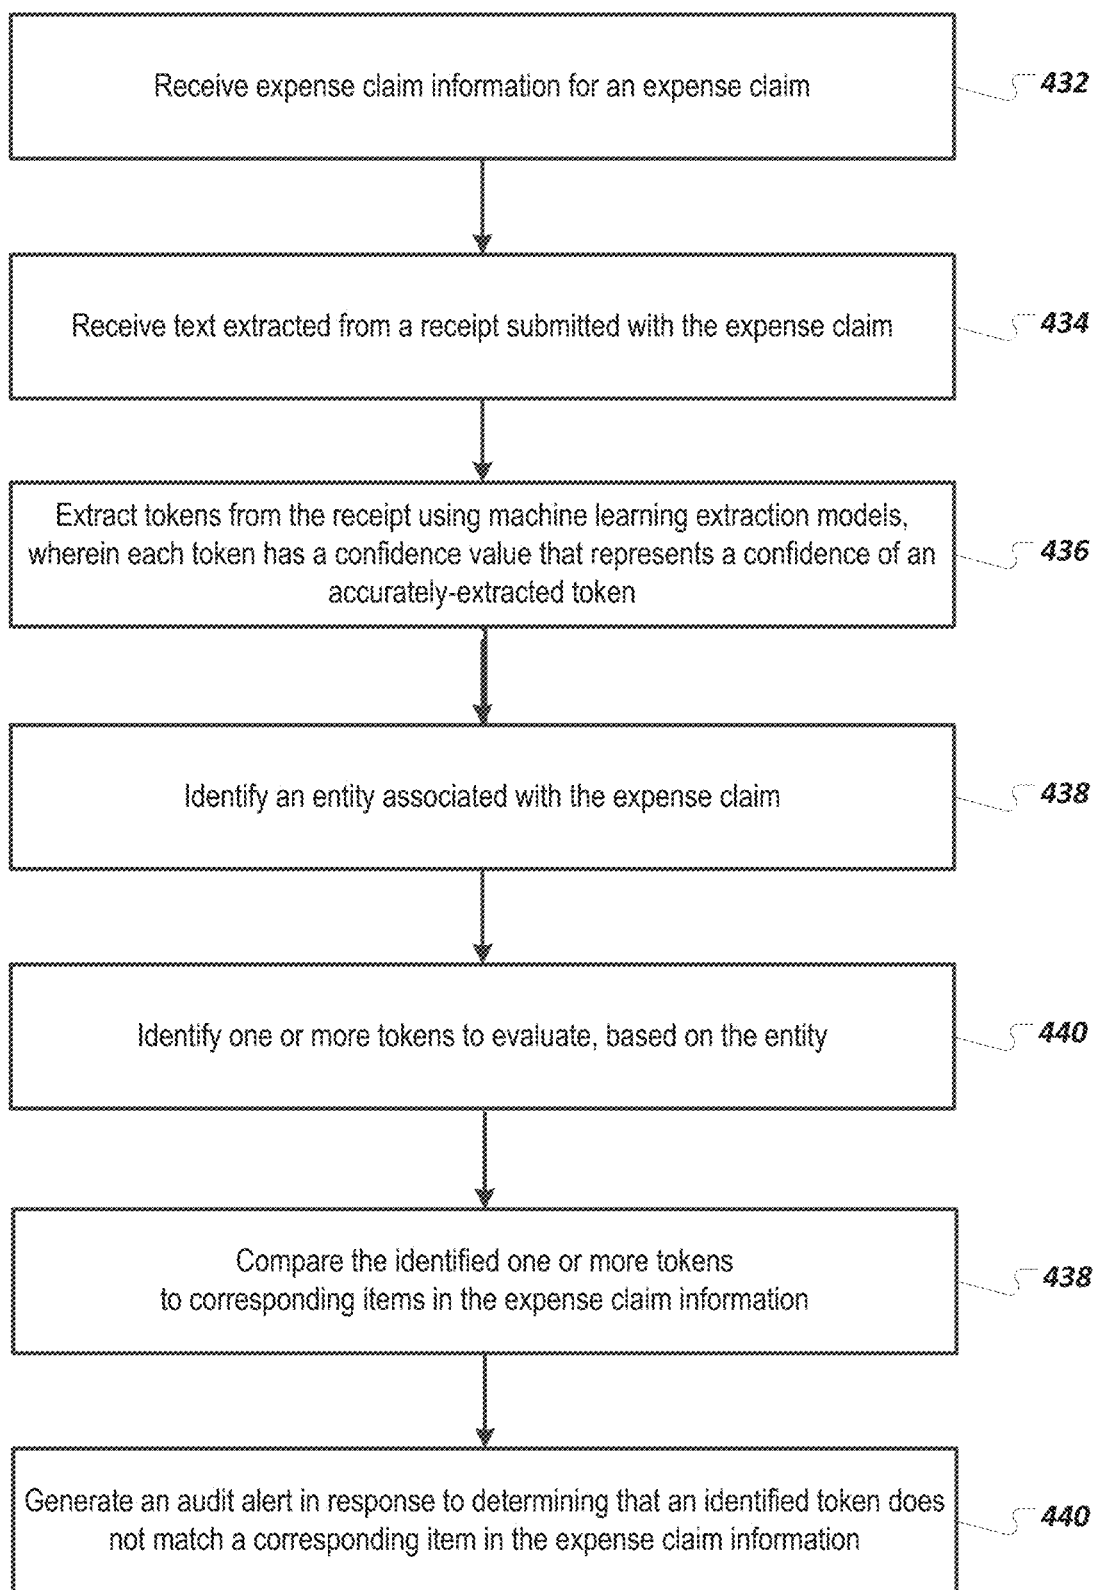 Receive expense claim information for an expense claim
432
Receive text extracted from a receipt submitted with the expense claim
434
Extract tokens from the receipt using machine learning extraction models,
wherein each token has a confidence value that represents a confidence of an
accurately-extracted token
436
Identify an entity associated with the expense claim
438
Identify one or more tokens to evaluate, based on the entity
440
Compare the identified one or more tokens
to corresponding items in the expense claim information
438
Generate an audit alert in response to determining that an identified token does
not match a corresponding item in the expense claim information
440